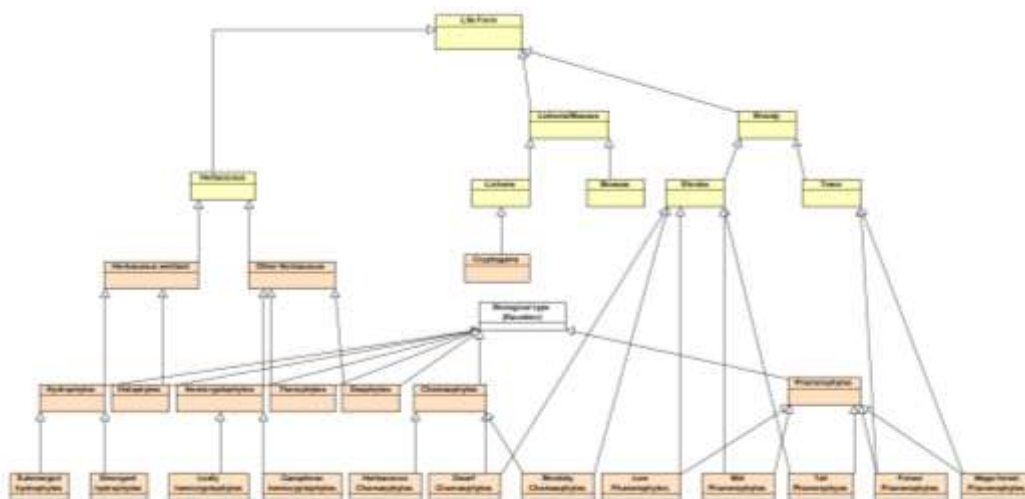 Life Form
Lichens/Mosses
Woody
Herbaceous
Lichens
Mosses
Shrubs
Trees
Herbaceous wetland
Other Herbaceous
Cryptogams
Biological type
(Raunkier)
Hydrophytes
Helophytes
Hemicryptophytes
Therophytes
Geophytes
Chamaephytes
Phanerophytes
Submerged
hydrophytes
Emergent
hydrophytes
Leafy
hemicryptophytes
Caespitose
hemicryptophytes
Herbaceous
Chamaephytes
Dwarf
Chamaephytes
Woody
Chamaephytes
Low
Phanerophytes
Mid
Phanerophytes
Tall
Phanerophytes
Forest
Phanerophytes
Megaforest
Phanerophytes